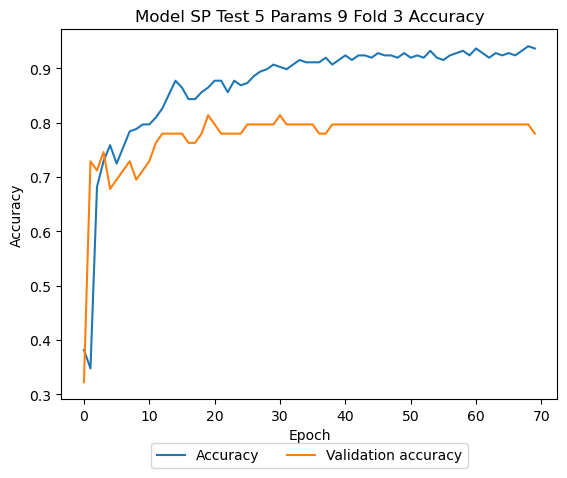 Model SP Test 5 Params 9 Fold 3 Accuracy
0.9
0.8
0.7
0.6
0.5
0.4
0.3
Accuracy
0 10 20 30 40 50 60 70
Epoch
Accuracy Validation accuracy